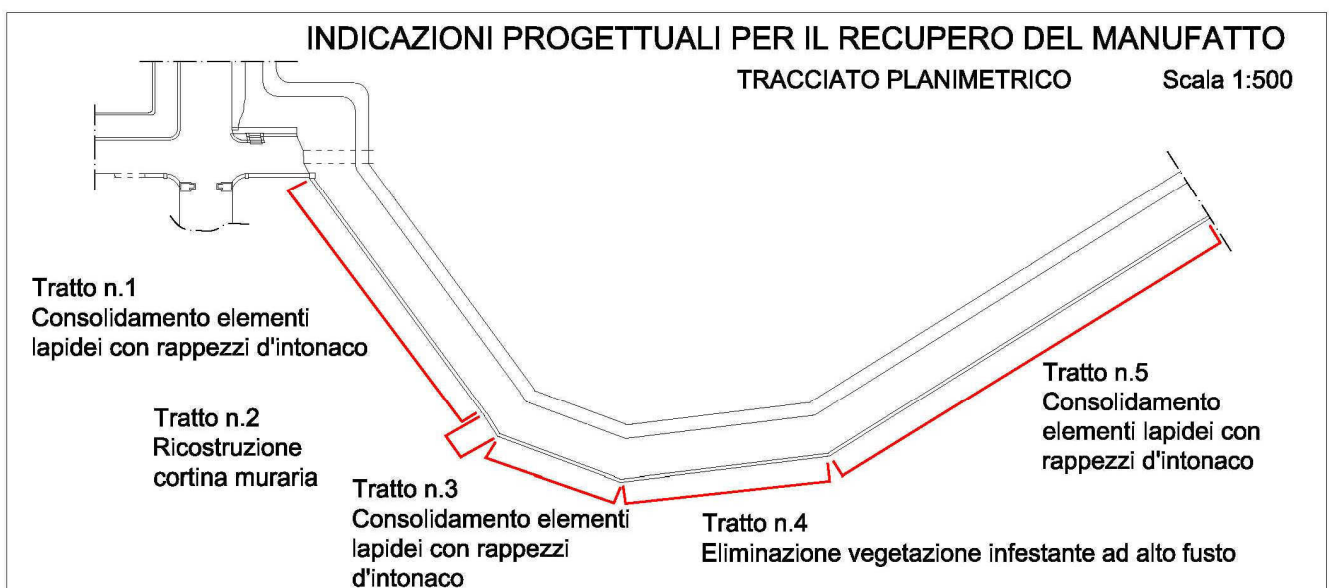 INDICAZIONI PROGETTUALI PER IL RECUPERO DEL MANUFATTO
TRACCIATO PLANIMETRICO Scala 1:500
Tratto n.1
Consolidamento elementi
lapidei con rappezzi d'intonaco
Tratto n.2
Ricostruzione
cortina muraria
Tratto n.3
Consolidamento elementi
lapidei con rappezzi
d'intonaco
Tratto n.4
Eliminazione vegetazione infestante ad alto fusto
Tratto n.5
Consolidamento
elementi lapidei con
rappezzi d'intonaco